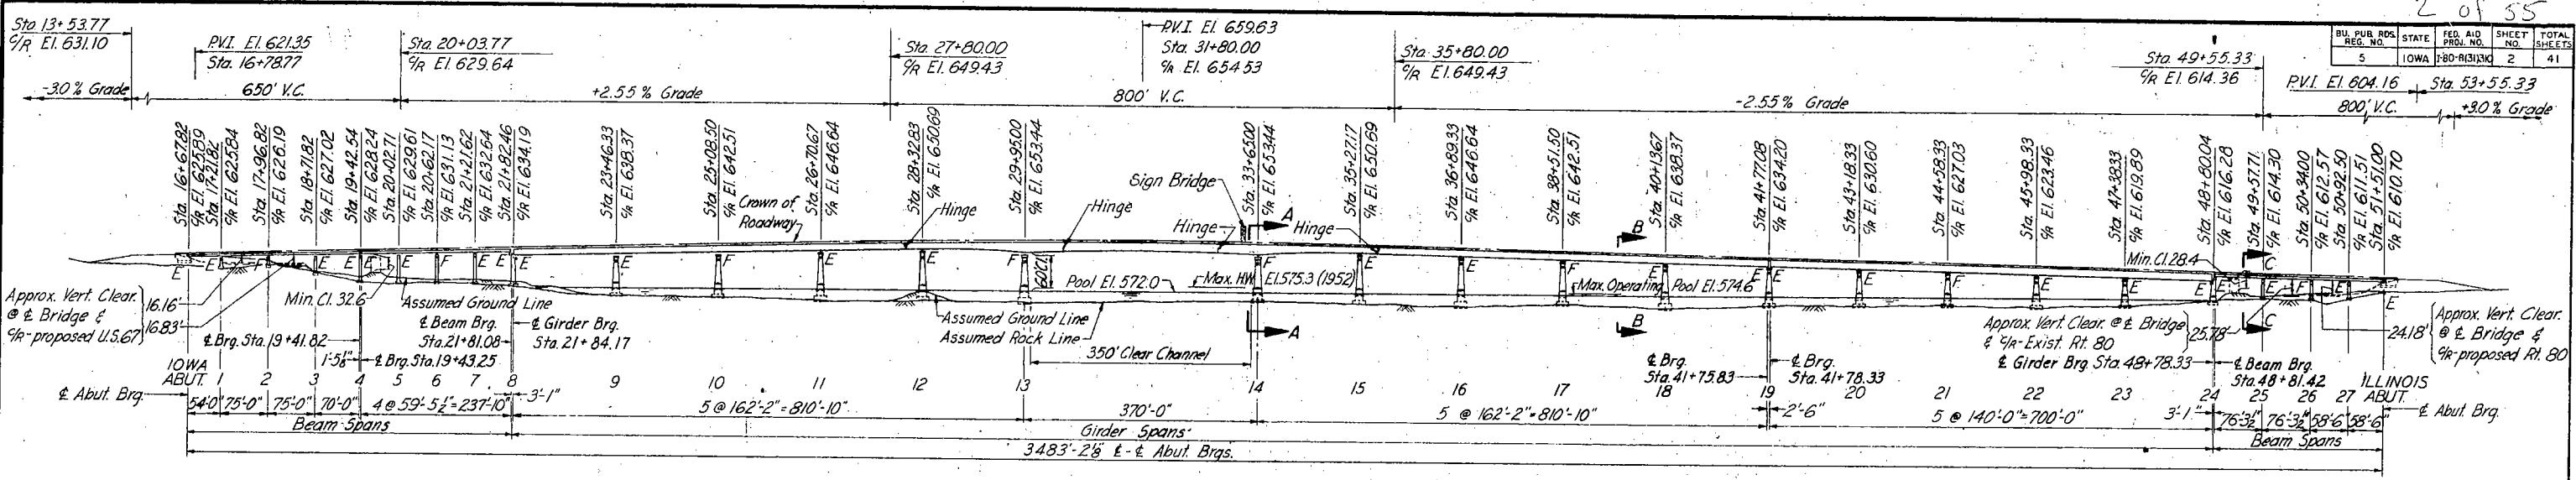 2 of 55
BU. PUB. RDS. REG. NO. STATE FED. AID PROJ. NO. SHEET NO. TOTAL SHEETS
5 IOWA 2 41
Sta. 13+53.77
C/R El. 631.10
P.V.I. El. 621.35
Sta. 16+78.77
Sta. 20+03.77
C/R El. 629.64
Sta. 27+80.00
C/R El. 649.43
P.V.I. El. 659.63
Sta. 31+80.00
C/R El. 654.53
Sta. 35+80.00
C/R El. 649.43
Sta. 49+55.33
C/R El. 614.36
P.V.I. El. 604.16 Sta. 53+55.33
-3.0% Grade 650' V.C. +2.55% Grade 800' V.C. -2.55% Grade 800' V.C. +3.0% Grade
Sta. 16+67.82
C/R El. 625.89
Sta. 17+21.82
C/R El. 625.84
Sta. 17+96.82
C/R El. 626.19
Sta. 18+71.82
C/R El. 627.02
Sta. 19+42.54
C/R El. 628.24
Sta. 20+02.71
C/R El. 629.61
Sta. 20+62.17
C/R El. 631.13
Sta. 21+21.62
C/R El. 632.64
Sta. 21+82.46
C/R El. 634.19
Sta. 23+46.33
C/R El. 638.37
Sta. 25+08.50
C/R El. 642.51
Sta. 26+70.67
C/R El. 646.64
Sta. 28+32.83
C/R El. 650.69
Sta. 29+95.00
C/R El. 653.44
Sta. 33+65.00
C/R El. 653.44
Sta. 35+27.17
C/R El. 650.69
Sta. 36+89.33
C/R El. 646.64
Sta. 38+51.50
C/R El. 642.51
Sta. 40+13.67
C/R El. 638.37
Sta. 41+77.08
C/R El. 634.20
Sta. 43+18.33
C/R El. 630.60
Sta. 44+58.33
C/R El. 627.03
Sta. 45+98.33
C/R El. 623.46
Sta. 47+38.33
C/R El. 619.89
Sta. 48+80.04
C/R El. 616.28
Sta. 49+57.71
C/R El. 614.30
Sta. 50+34.00
C/R El. 612.57
Sta. 50+92.50
C/R El. 611.51
Sta. 51+51.00
C/R El. 610.70
Crown of Roadway
Hinge
Hinge
Sign Bridge
Hinge
Hinge
A
B
C
Min. Cl. 28.4
E E F E E E F E E E F E E F F E E F E E E F E E E E F E E
Approx. Vert. Clear. @ ℄ Bridge & C/R-proposed U.S. 67
16.16'
16.83'
Min. Cl. 32.6
Assumed Ground Line
Pool El. 572.0
Max. HW El. 575.3 (1952)
Max. Operating Pool El. 574.6
Assumed Ground Line
Assumed Rock Line
A
B
C
Approx. Vert. Clear. @ ℄ Bridge & C/R-Exist. Rt. 80
25.78'
24.18'
Approx. Vert. Clear. @ ℄ Bridge & C/R-proposed Rt. 80
℄ Brg. Sta. 19+41.82
1'-5⅛"
℄ Brg. Sta. 19+43.25
℄ Beam Brg. Sta. 21+81.08
℄ Girder Brg. Sta. 21+84.17
350' Clear Channel
℄ Brg. Sta. 41+75.83
℄ Brg. Sta. 41+78.33
℄ Girder Brg. Sta. 48+78.33
℄ Beam Brg. Sta. 48+81.42
IOWA ABUT. 1 2 3 4 5 6 7 8 9 10 11 12 13 14 15 16 17 18 19 20 21 22 23 24 25 26 27 ILLINOIS ABUT.
℄ Abut. Brg. 54'-0" 75'-0" 75'-0" 70'-0" 4 @ 59'-5½"=237'-10" 3'-1" 5 @ 162'-2"=810'-10" 370'-0" 5 @ 162'-2"=810'-10" 2'-6" 5 @ 140'-0"=700'-0" 3'-1" 76'-3½" 76'-3½" 58'-6" 58'-6" ℄ Abut. Brg.
Beam Spans Girder Spans Beam Spans
3483'-2⅛" ℄-℄ Abut. Brgs.